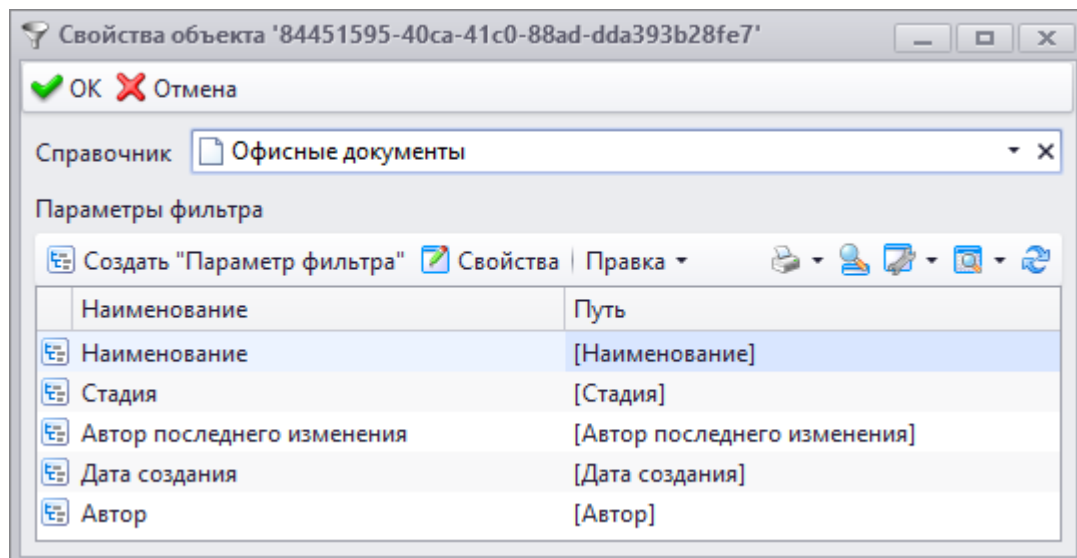 Свойства объекта '84451595-40ca-41c0-88ad-dda393b28fe7'
ОК Отмена
Справочник Офисные документы
Параметры фильтра
Создать "Параметр фильтра" Свойства Правка
Наименование Путь
Наименование [Наименование]
Стадия [Стадия]
Автор последнего изменения [Автор последнего изменения]
Дата создания [Дата создания]
Автор [Автор]